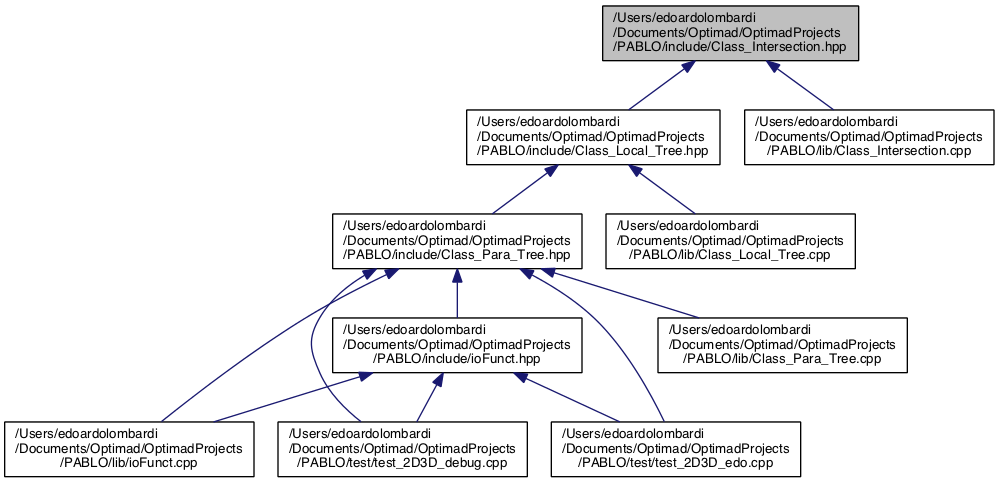 /Users/edoardolombardi
/Documents/Optimad/OptimadProjects
/PABLO/include/Class_Intersection.hpp
/Users/edoardolombardi
/Documents/Optimad/OptimadProjects
/PABLO/include/Class_Local_Tree.hpp
/Users/edoardolombardi
/Documents/Optimad/OptimadProjects
/PABLO/lib/Class_Intersection.cpp
/Users/edoardolombardi
/Documents/Optimad/OptimadProjects
/PABLO/include/Class_Para_Tree.hpp
/Users/edoardolombardi
/Documents/Optimad/OptimadProjects
/PABLO/lib/Class_Local_Tree.cpp
/Users/edoardolombardi
/Documents/Optimad/OptimadProjects
/PABLO/include/ioFunct.hpp
/Users/edoardolombardi
/Documents/Optimad/OptimadProjects
/PABLO/lib/Class_Para_Tree.cpp
/Users/edoardolombardi
/Documents/Optimad/OptimadProjects
/PABLO/lib/ioFunct.cpp
/Users/edoardolombardi
/Documents/Optimad/OptimadProjects
/PABLO/test/test_2D3D_debug.cpp
/Users/edoardolombardi
/Documents/Optimad/OptimadProjects
/PABLO/test/test_2D3D_edo.cpp